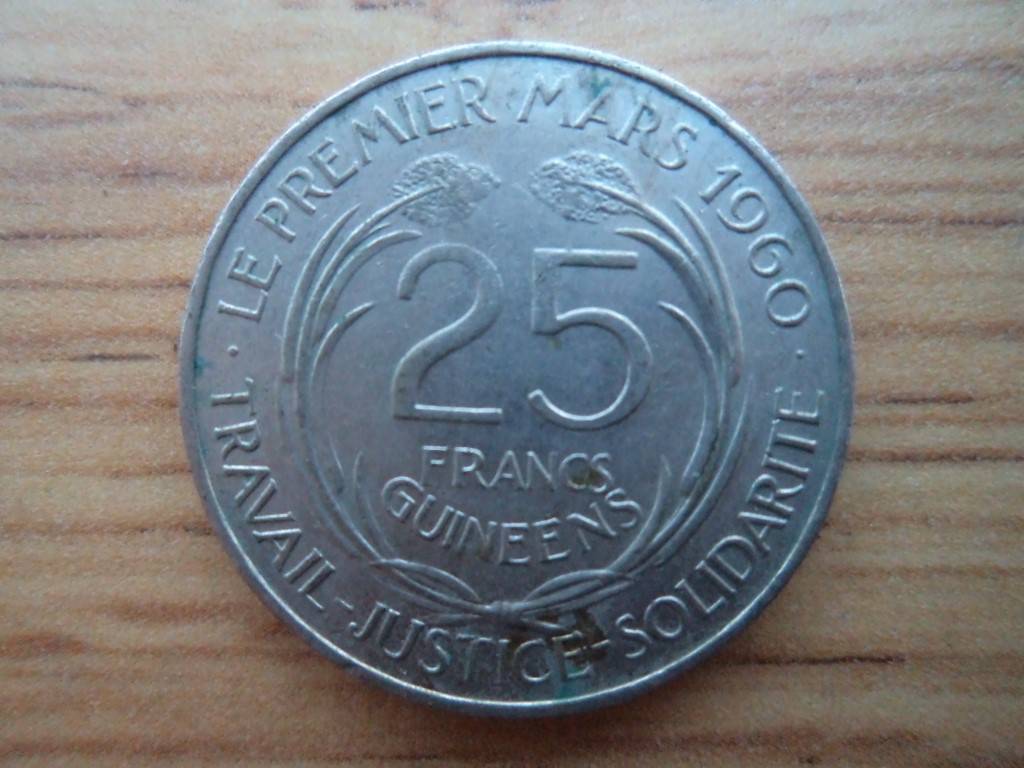 · LE PREMIER MARS 1960 ·
25
FRANCS
GUINEENS
TRAVAIL - JUSTICE - SOLIDARITE